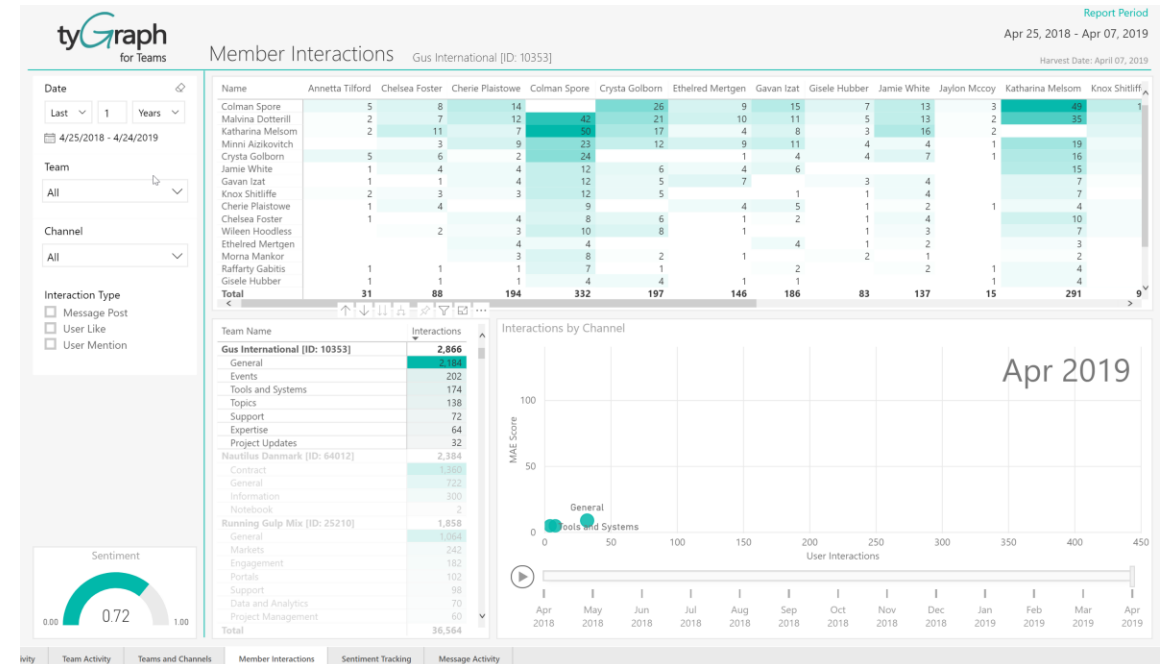 tyGraph
for Teams
Member Interactions Gus International [ID: 10353]
Report Period
Apr 25, 2018 - Apr 07, 2019
Harvest Date: April 07, 2019
Date
Last 1 Years
4/25/2018 - 4/24/2019
Team
All
Channel
All
Interaction Type
Message Post
User Like
User Mention
Sentiment
0.00 0.72 1.00
Name Annetta Tilford Chelsea Foster Cherie Plaistowe Colman Spore Crysta Golborn Ethelred Mertgen Gavan Izat Gisele Hubber Jamie White Jaylon Mccoy Katharina Melsom Knox Shitliff
Colman Spore 5 8 14 26 9 15 7 13 3 49 1
Malvina Dotterill 2 7 12 42 21 10 11 5 13 2 35
Katharina Melsom 2 11 7 50 17 4 8 3 16 2
Minni Aizikovitch 3 9 23 12 9 11 4 4 1 19
Crysta Golborn 5 6 2 24 1 4 4 7 1 16
Jamie White 1 4 4 12 6 4 6 15
Gavan Izat 1 1 4 12 5 7 3 4 7
Knox Shitliffe 2 3 3 12 5 1 1 4 7
Cherie Plaistowe 1 4 9 4 5 1 2 1 4
Chelsea Foster 1 4 8 6 1 2 1 4 10
Wileen Hoodless 2 3 10 8 1 1 3 7
Ethelred Mertgen 4 4 4 1 2 3
Morna Mankor 3 8 2 1 2 1 2
Raffarty Gabitis 1 1 1 7 1 2 2 1 4
Gisele Hubber 1 1 1 4 4 1 1 1 4
Total 31 88 194 332 197 146 186 83 137 15 291 9
Team Name Interactions
Gus International [ID: 10353] 2,866
General 2,184
Events 202
Tools and Systems 174
Topics 138
Support 72
Expertise 64
Project Updates 32
Nautilus Danmark [ID: 64012] 2,384
Contract 1,360
General 722
Information 300
Notebook 2
Running Gulp Mix [ID: 25210] 1,858
General 1,064
Markets 242
Engagement 182
Portals 102
Support 98
Data and Analytics 70
Project Management 60
Total 36,564
Interactions by Channel
Apr 2019
MAE Score
100
50
0
General
Tools and Systems
0 50 100 150 200 250 300 350 400 450
User Interactions
Apr May Jun Jul Aug Sep Oct Nov Dec Jan Feb Mar Apr
2018 2018 2018 2018 2018 2018 2018 2018 2018 2019 2019 2019 2019
ivity Team Activity Teams and Channels Member Interactions Sentiment Tracking Message Activity